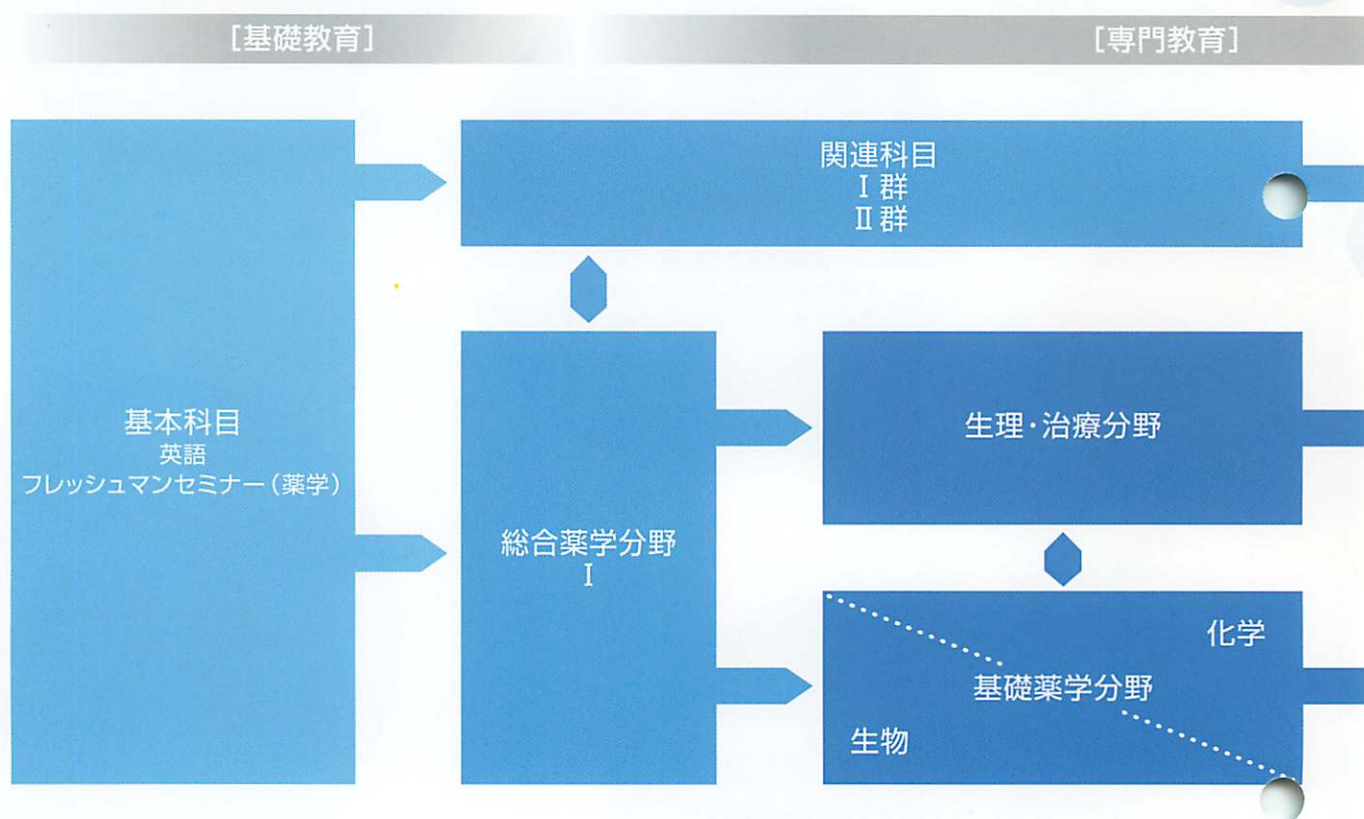 [基礎教育]
[専門教育]
関連科目
Ⅰ群
Ⅱ群
基本科目
英語
フレッシュマンセミナー(薬学)
総合薬学分野
Ⅰ
生理・治療分野
化学
基礎薬学分野
生物